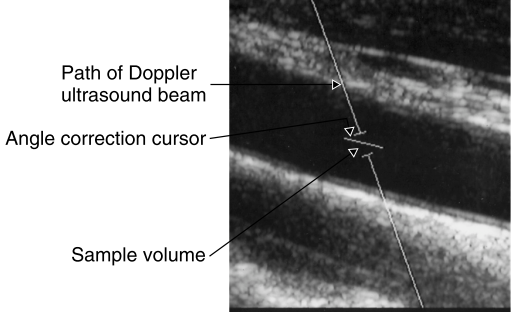 Path of Doppler
ultrasound beam
Angle correction cursor
Sample volume